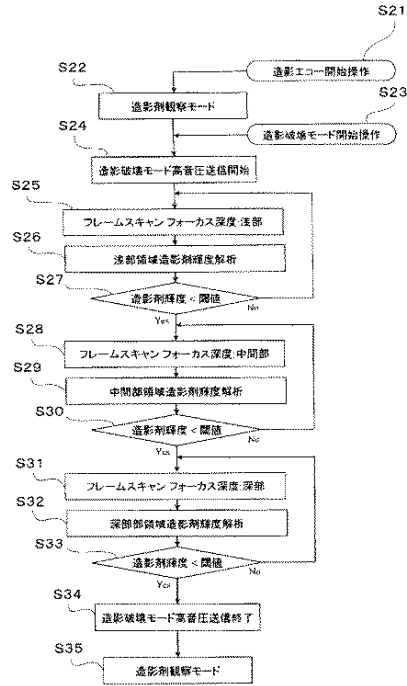 S21
造影エコー開始操作
S22
造影剤観察モード
S23
造影破壊モード開始操作
S24
造影破壊モード高音圧送信開始
S25
フレームスキャン フォーカス深度:浅部
S26
浅部領域造影剤輝度解析
S27
造影剤輝度<閾値
No
Yes
S28
フレームスキャン フォーカス深度:中間部
S29
中間部領域造影剤輝度解析
S30
造影剤輝度<閾値
No
Yes
S31
フレームスキャン フォーカス深度:深部
S32
深部部領域造影剤輝度解析
S33
造影剤輝度<閾値
No
Yes
S34
造影破壊モード高音圧送信終了
S35
造影剤観察モード